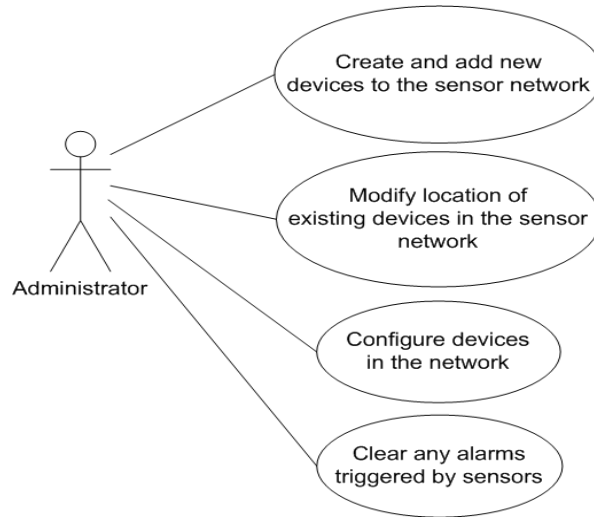 Create and add new
devices to the sensor network
Modify location of
existing devices in the sensor
network
Administrator
Configure devices
in the network
Clear any alarms
triggered by sensors